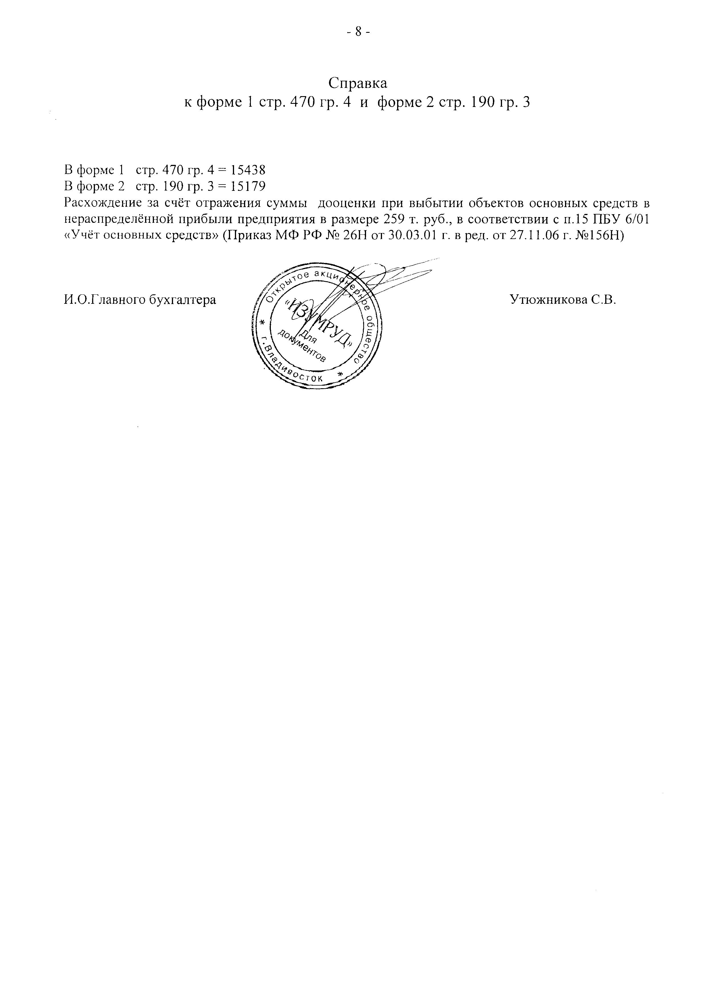 - 8 -
Справка
к форме 1 стр. 470 гр. 4 и форме 2 стр. 190 гр. 3
В форме 1 стр. 470 гр. 4 = 15438
В форме 2 стр. 190 гр. 3 = 15179
Расхождение за счёт отражения суммы дооценки при выбытии объектов основных средств в
нераспределённой прибыли предприятия в размере 259 т. руб., в соответствии с п.15 ПБУ 6/01
«Учёт основных средств» (Приказ МФ РФ № 26Н от 30.03.01 г. в ред. от 27.11.06 г. №156Н)
И.О.Главного бухгалтера
Утюжникова С.В.
Открытое акционерное общество
«ИЗУМРУД»
Для
документов
* г.Владивосток *